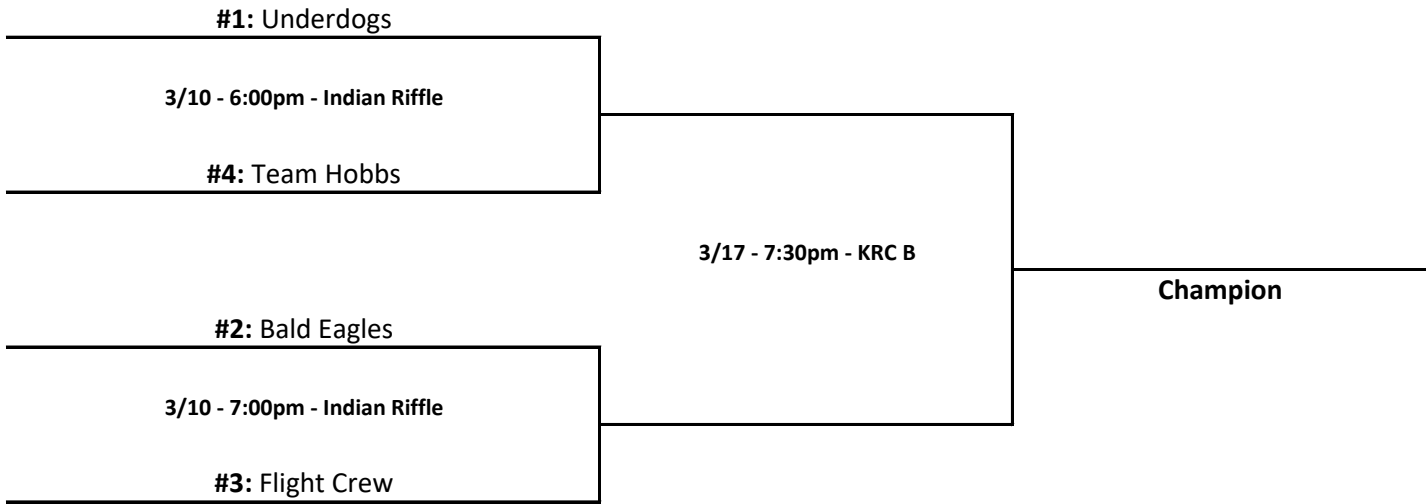 #1: Underdogs
3/10 - 6:00pm - Indian Riffle
#4: Team Hobbs
3/17 - 7:30pm - KRC B
Champion
#2: Bald Eagles
3/10 - 7:00pm - Indian Riffle
#3: Flight Crew